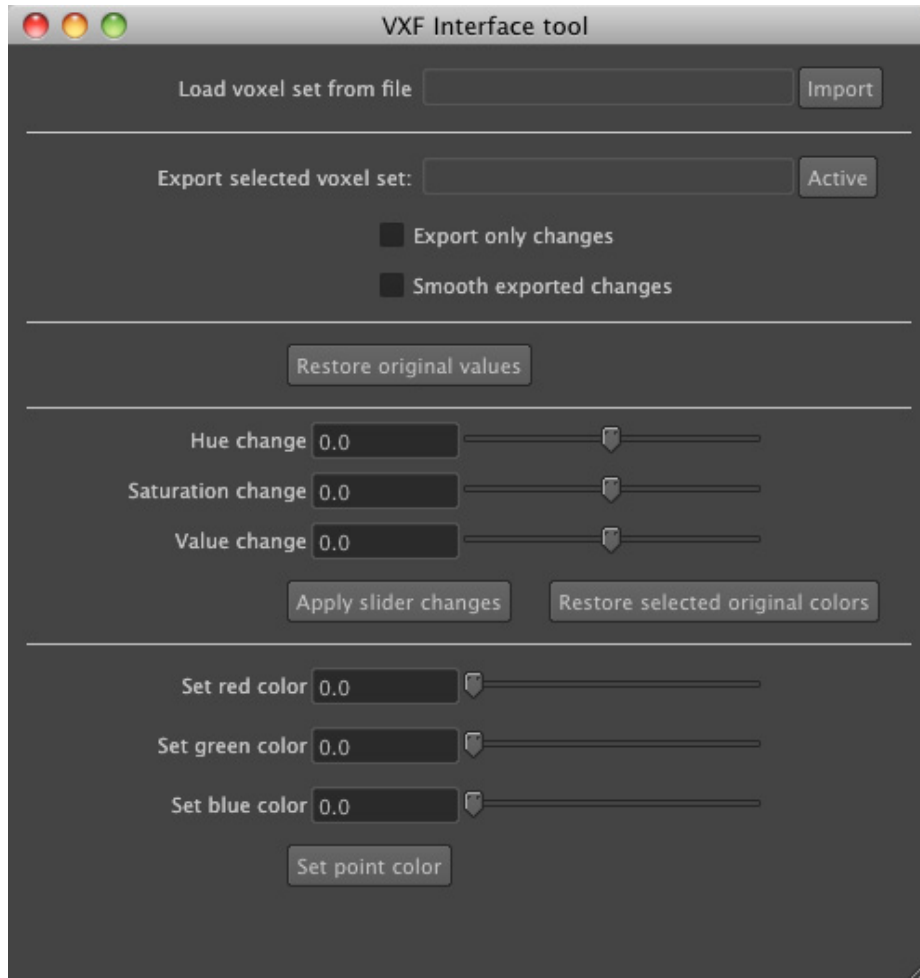 VXF Interface tool
Load voxel set from file Import
Export selected voxel set: Active
Export only changes
Smooth exported changes
Restore original values
Hue change 0.0
Saturation change 0.0
Value change 0.0
Apply slider changes Restore selected original colors
Set red color 0.0
Set green color 0.0
Set blue color 0.0
Set point color